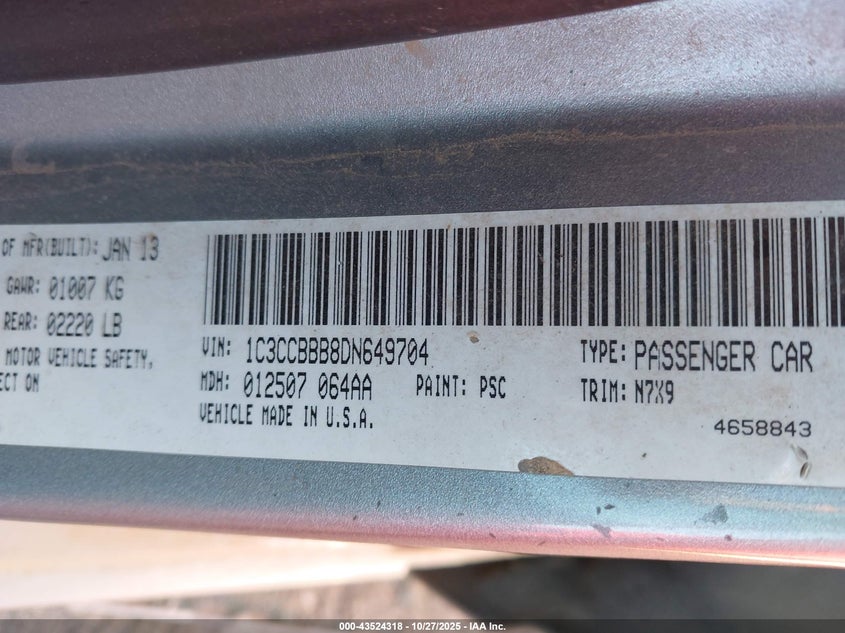 OF MFR(BUILT): JAN 13
GAWR: 01007 KG
REAR: 02220 LB
MOTOR VEHICLE SAFETY,
ECT ON
VIN: 1C3CCBBB8DN649704
TYPE: PASSENGER CAR
MDH: 012507 064AA
PAINT: PSC
TRIM: N7X9
VEHICLE MADE IN U.S.A.
4658843
000-43524318 - 10/27/2025 - IAA Inc.